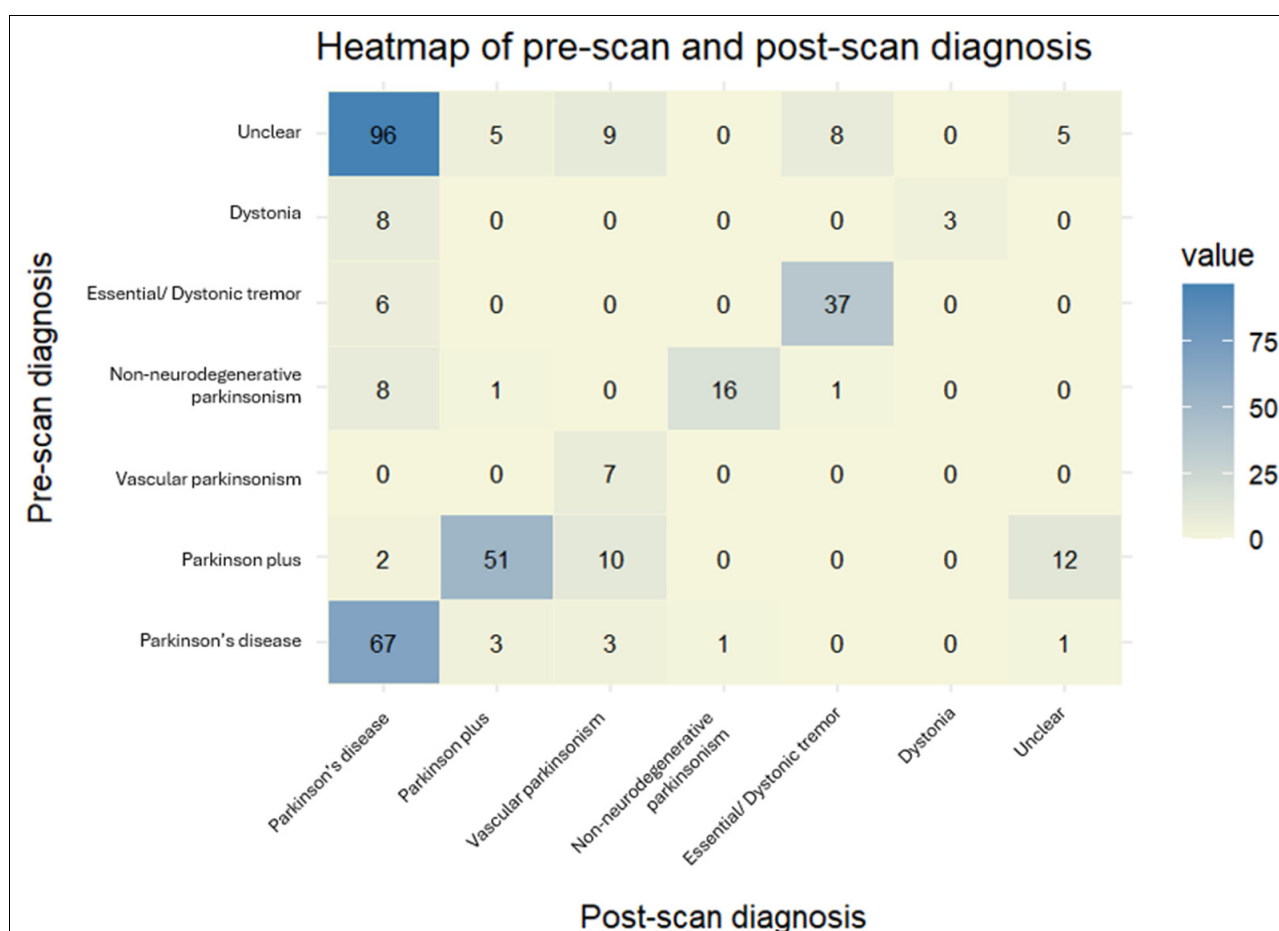 Heatmap of pre-scan and post-scan diagnosis
Pre-scan diagnosis
Unclear 96 5 9 0 8 0 5
Dystonia 8 0 0 0 0 3 0
Essential/ Dystonic tremor 6 0 0 0 37 0 0
Non-neurodegenerative
parkinsonism 8 1 0 16 1 0 0
Vascular parkinsonism 0 0 7 0 0 0 0
Parkinson plus 2 51 10 0 0 0 12
Parkinson's disease 67 3 3 1 0 0 1
Parkinson's disease
Parkinson plus
Vascular parkinsonism
Non-neurodegenerative
parkinsonism
Essential/ Dystonic tremor
Dystonia
Unclear
Post-scan diagnosis
value
75
50
25
0